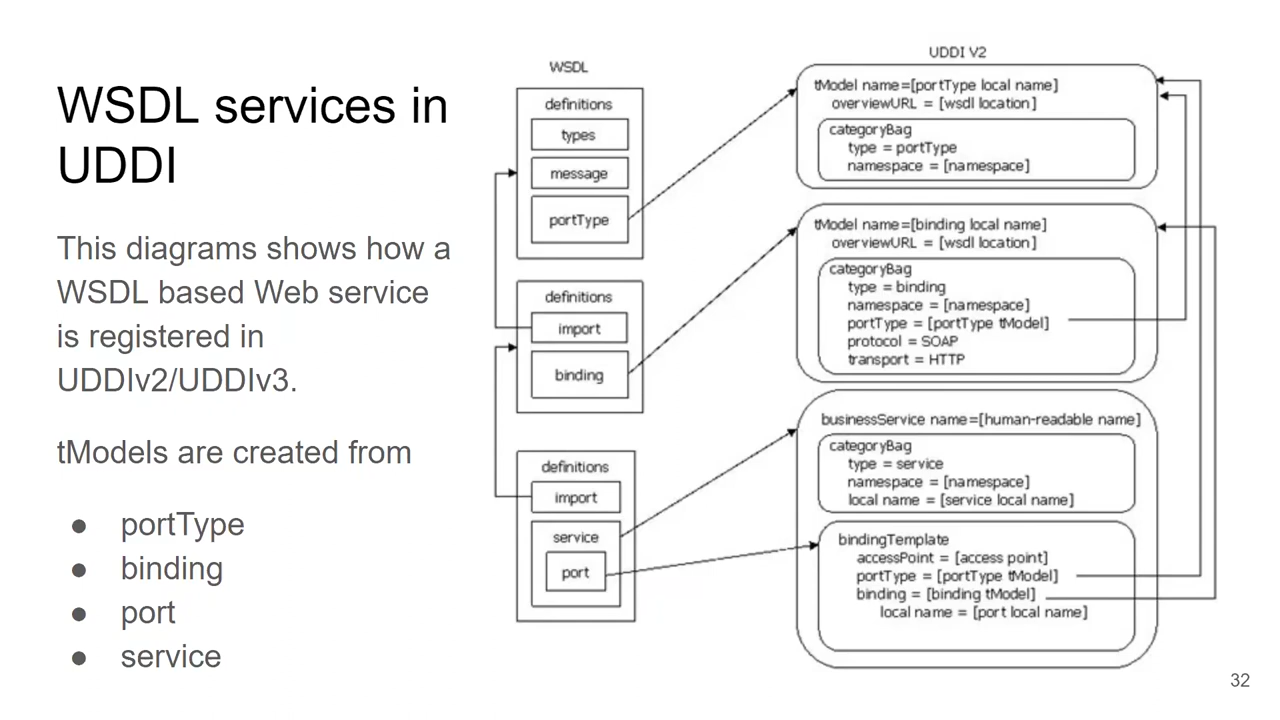 WSDL services in
UDDI
This diagrams shows how a
WSDL based Web service
is registered in
UDDIv2/UDDIv3.
tModels are created from
● portType
● binding
● port
● service
WSDL
definitions
types
message
portType
definitions
import
binding
definitions
import
service
port
UDDI V2
tModel name=[portType local name]
overviewURL = [wsdl location]
categoryBag
type = portType
namespace = [namespace]
tModel name=[binding local name]
overviewURL = [wsdl location]
categoryBag
type = binding
namespace = [namespace]
portType = [portType tModel]
protocol = SOAP
transport = HTTP
businessService name=[human-readable name]
categoryBag
type = service
namespace = [namespace]
local name = [service local name]
bindingTemplate
accessPoint = [access point]
portType = [portType tModel]
binding = [binding tModel]
local name = [port local name]
32